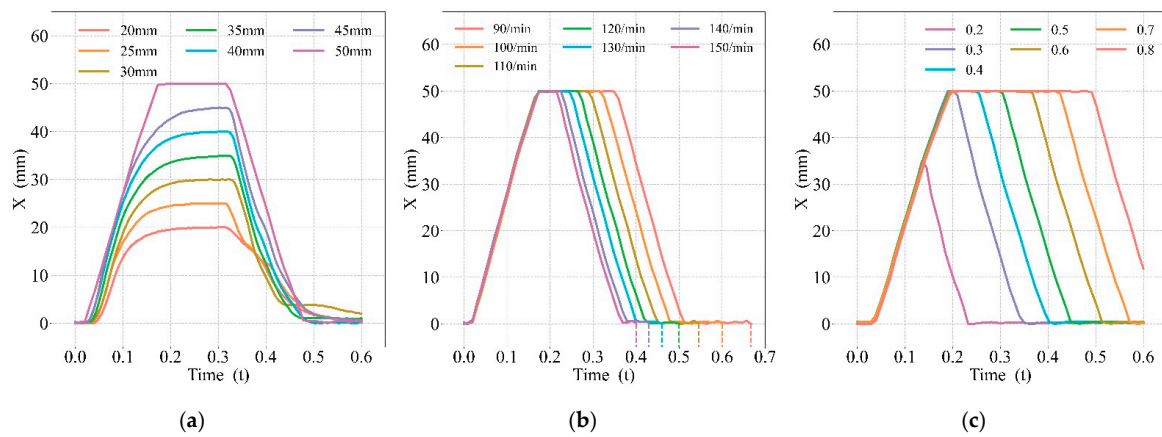 60
20mm 35mm 45mm
25mm 40mm 50mm
30mm
50
40
X (mm)
30
20
10
0
0.0 0.1 0.2 0.3 0.4 0.5 0.6
Time (t)
(a)
60
90/min 120/min 140/min
100/min 130/min 150/min
110/min
50
40
X (mm)
30
20
10
0
0.0 0.1 0.2 0.3 0.4 0.5 0.6 0.7
Time (t)
(b)
60
0.2 0.5 0.7
0.3 0.6 0.8
0.4
50
40
X (mm)
30
20
10
0
0.0 0.1 0.2 0.3 0.4 0.5 0.6
Time (t)
(c)